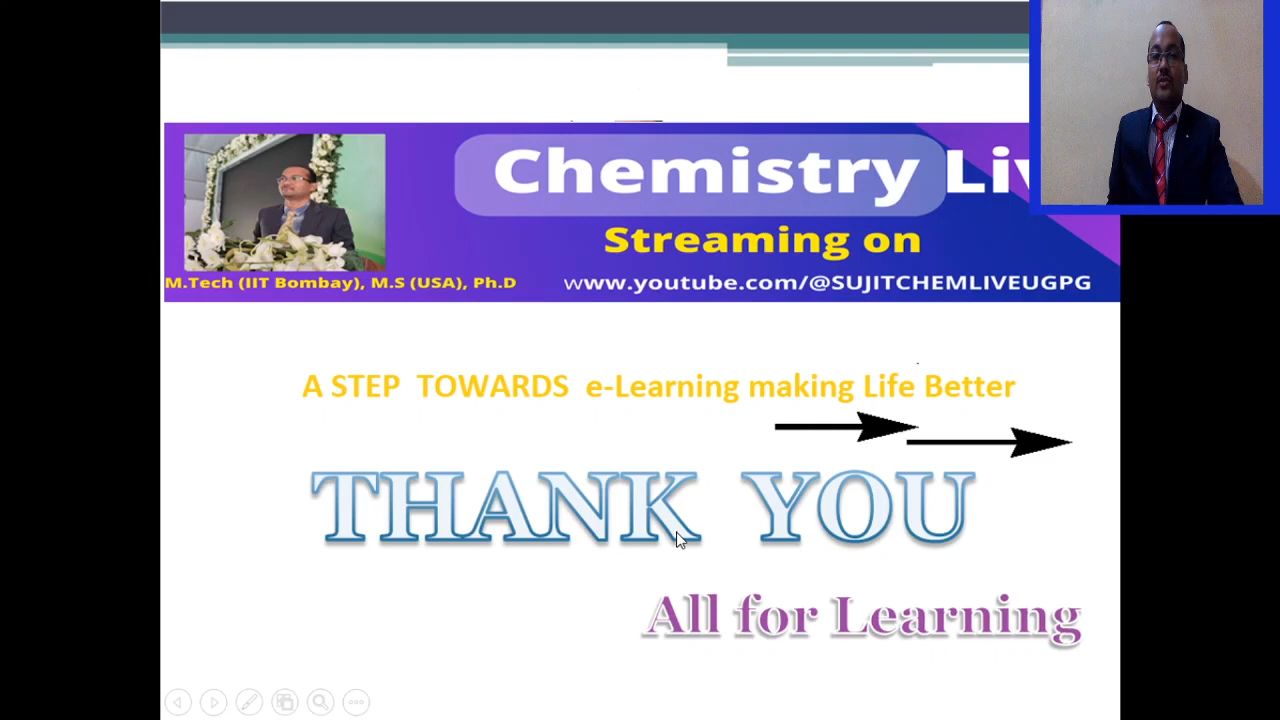 Chemistry Liv
Streaming on
M.Tech (IIT Bombay), M.S (USA), Ph.D
www.youtube.com/@SUJITCHEMLIVEUGPG
A STEP TOWARDS e-Learning making Life Better
THANK YOU
All for Learning